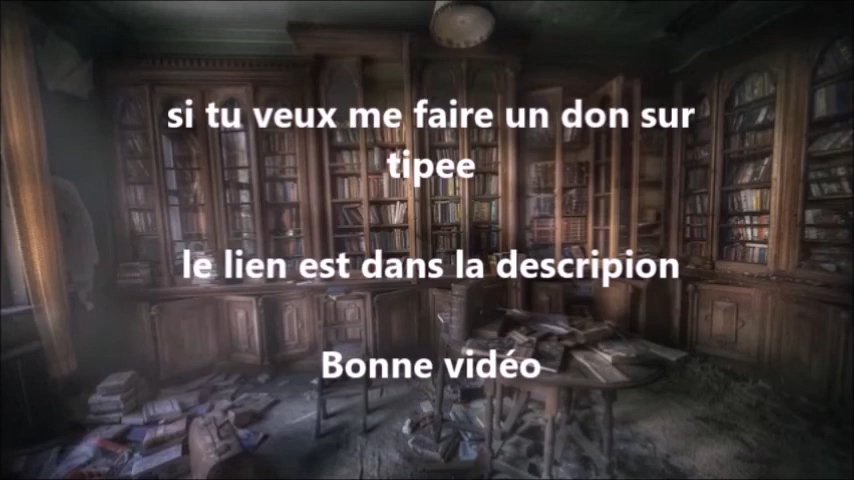 si tu veux me faire un don sur
tipee
le lien est dans la descripion
Bonne vidéo